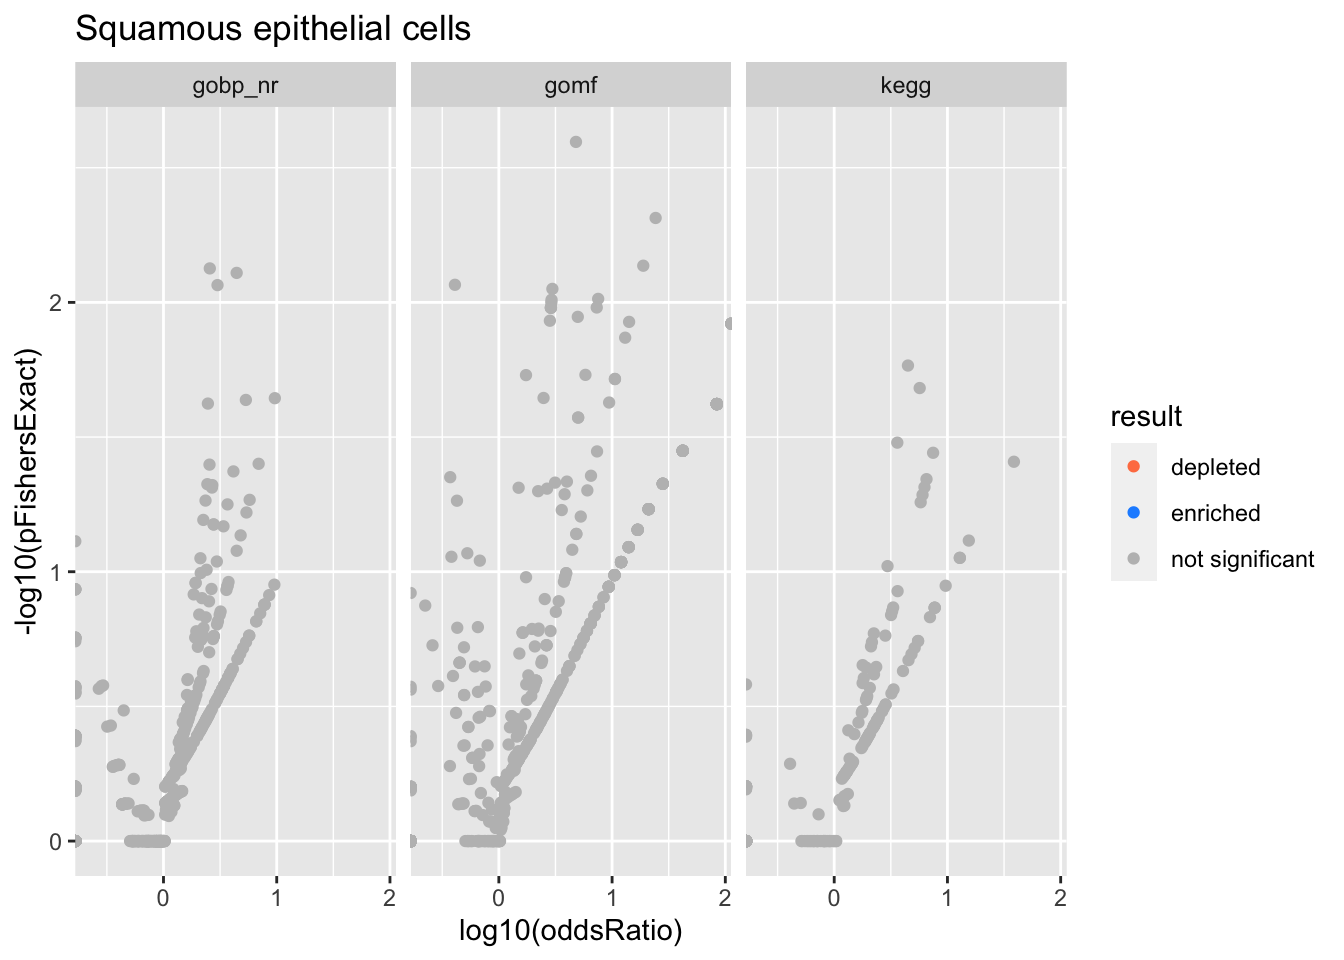 Squamous epithelial cells
gobp_nr
gomf
kegg
2
1
0
-log10(pFishersExact)
0 1 2
0 1 2
0 1 2
log10(oddsRatio)
result
depleted
enriched
not significant